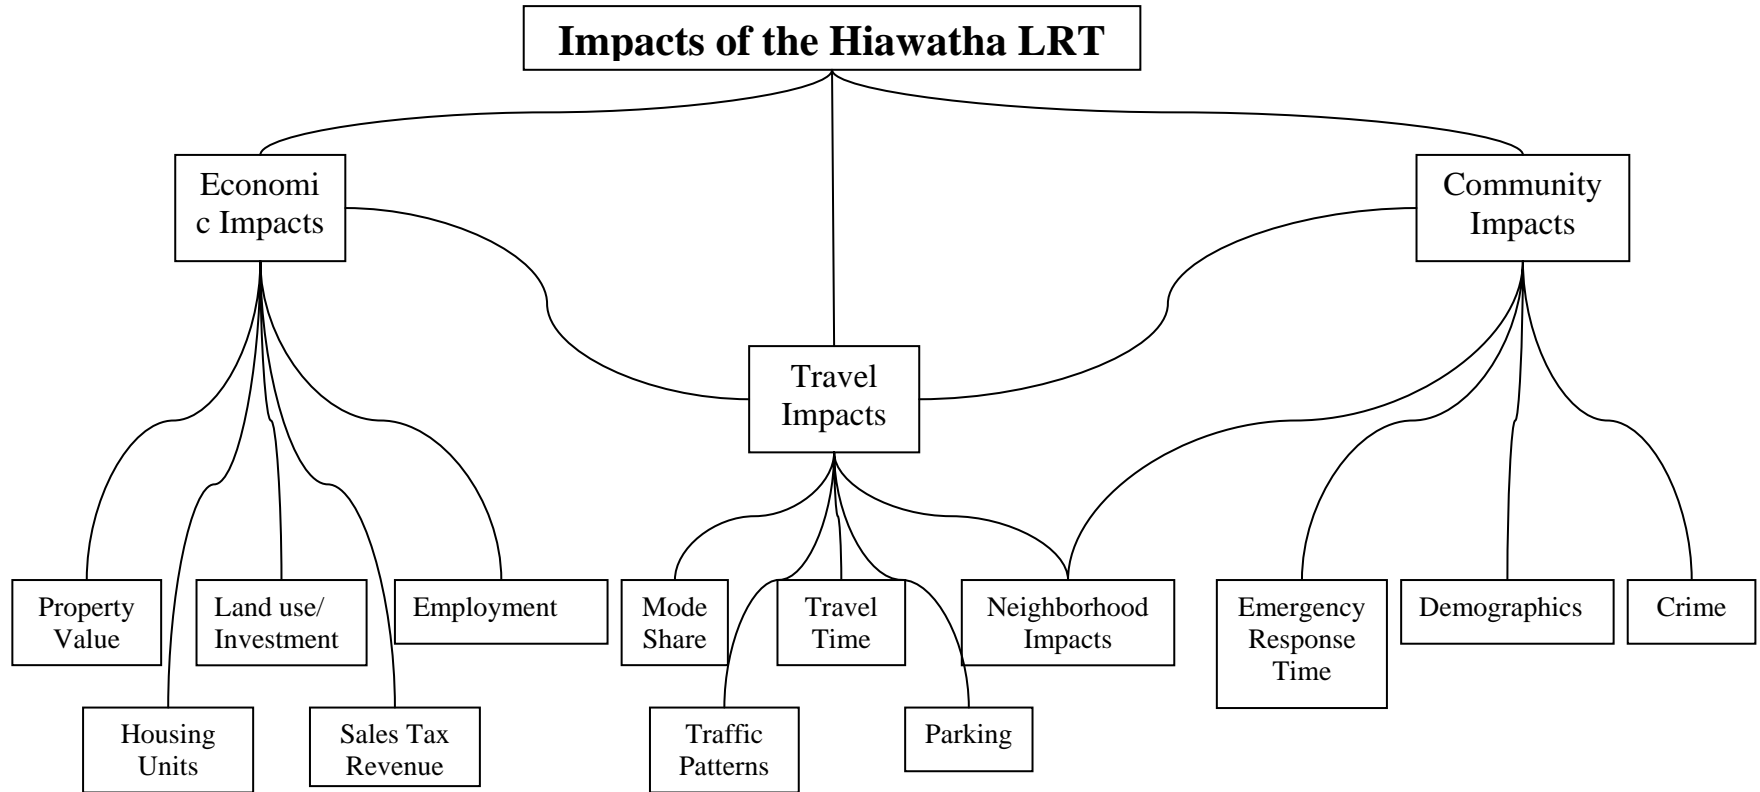 Impacts of the Hiawatha LRT
Economi
c Impacts
Community
Impacts
Travel
Impacts
Property
Value
Land use/
Investment
Employment
Mode
Share
Travel
Time
Neighborhood
Impacts
Emergency
Response
Time
Demographics
Crime
Housing
Units
Sales Tax
Revenue
Traffic
Patterns
Parking